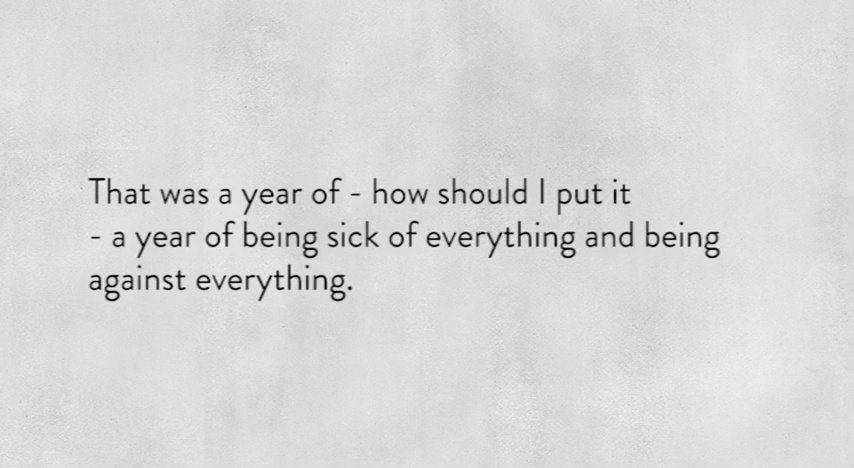 That was a year of - how should I put it
- a year of being sick of everything and being
against everything.